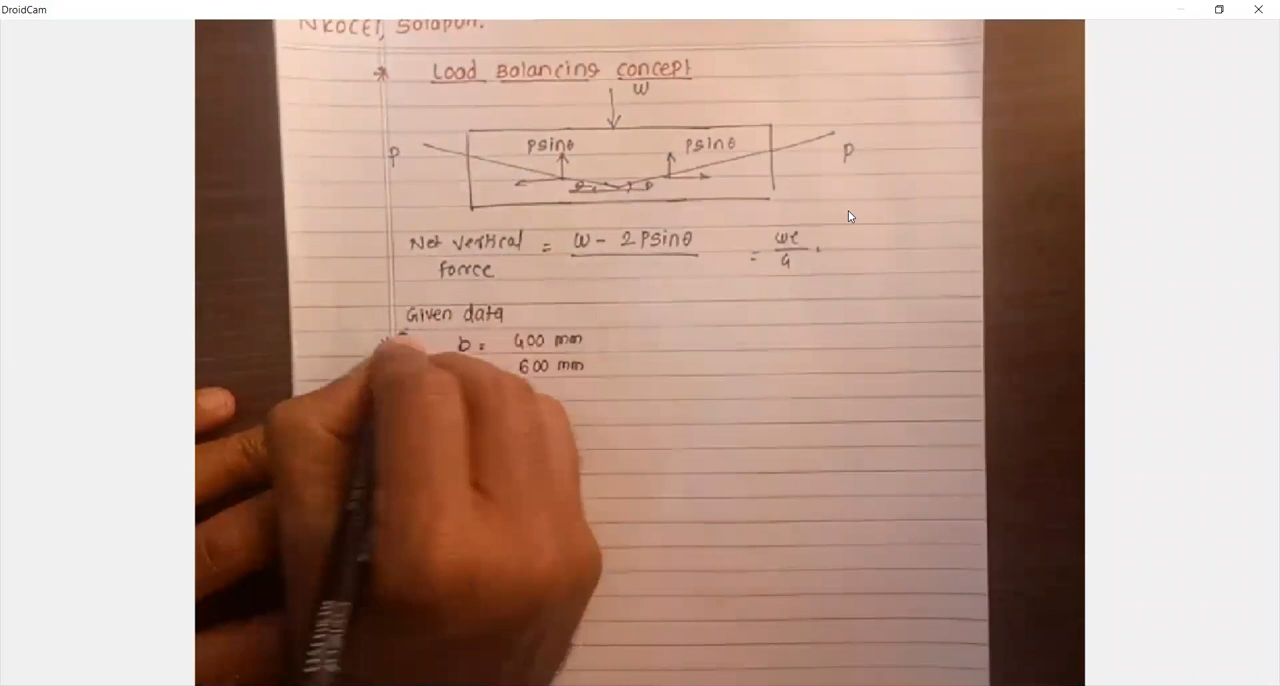 DroidCam
NKOCET, Solapur.
* Load Balancing Concept
W
Psinθ Psinθ
P P
θ θ
Net vertical = W - 2Psinθ = WL
force 4
Given data
b = 400 mm
600 mm